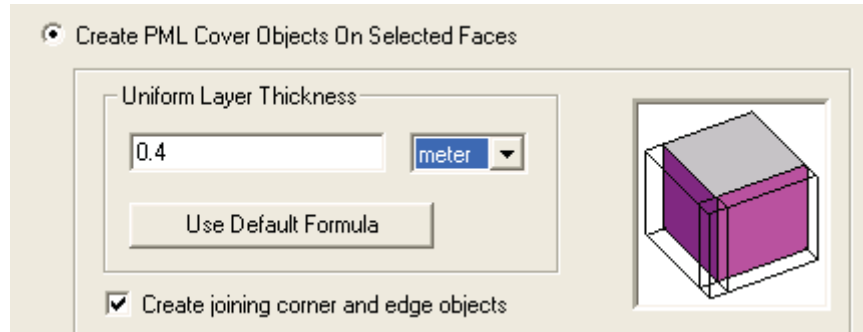 Create PML Cover Objects On Selected Faces
Uniform Layer Thickness
0.4 meter
Use Default Formula
Create joining corner and edge objects